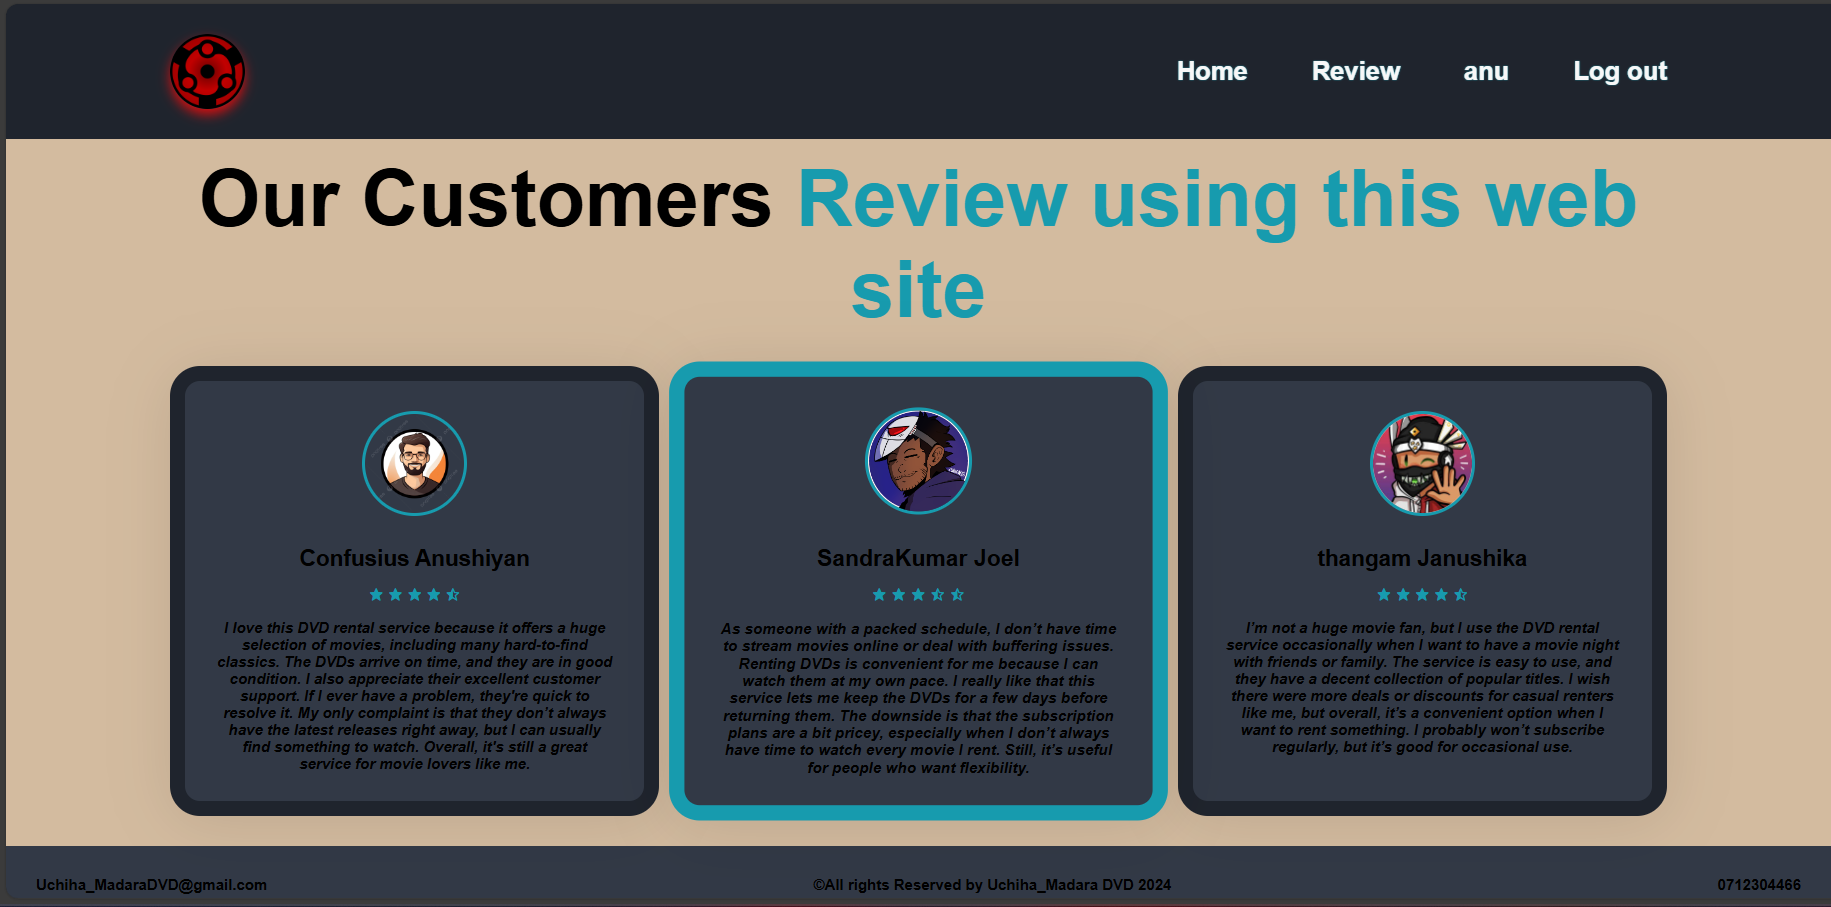 Home Review anu Log out
Our Customers Review using this web
site
Confusius Anushiyan
I love this DVD rental service because it offers a huge
selection of movies, including many hard-to-find
classics. The DVDs arrive on time, and they are in good
condition. I also appreciate their excellent customer
support. If I ever have a problem, they're quick to
resolve it. My only complaint is that they don’t always
have the latest releases right away, but I can usually
find something to watch. Overall, it's still a great
service for movie lovers like me.
SandraKumar Joel
As someone with a packed schedule, I don’t have time
to stream movies online or deal with buffering issues.
Renting DVDs is convenient for me because I can
watch them at my own pace. I really like that this
service lets me keep the DVDs for a few days before
returning them. The downside is that the subscription
plans are a bit pricey, especially when I don’t always
have time to watch every movie I rent. Still, it’s useful
for people who want flexibility.
thangam Janushika
I’m not a huge movie fan, but I use the DVD rental
service occasionally when I want to have a movie night
with friends or family. The service is easy to use, and
they have a decent collection of popular titles. I wish
there were more deals or discounts for casual renters
like me, but overall, it's a convenient option when I
want to rent something. I probably won’t subscribe
regularly, but it’s good for occasional use.
Uchiha_MadaraDVD@gmail.com ©All rights Reserved by Uchiha_Madara DVD 2024 0712304466